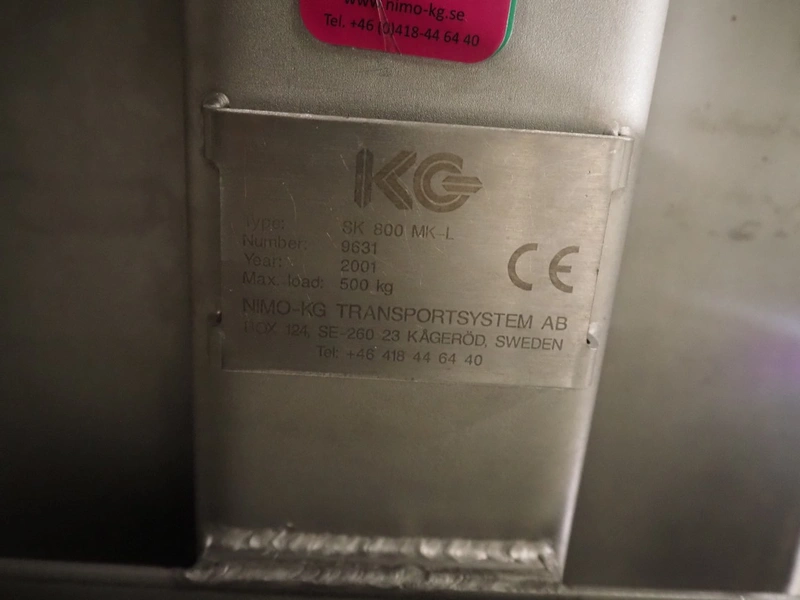 www.nimo-kg.se
Tel. +46 (0)418-44 64 40
KG
Type: SK 800 MK-L
Number: 9631
Year: 2001
Max. load: 500 kg
CE
NIMO-KG TRANSPORTSYSTEM AB
BOX 124, SE-260 23 KÅGERÖD, SWEDEN
Tel: +46 418 44 64 40